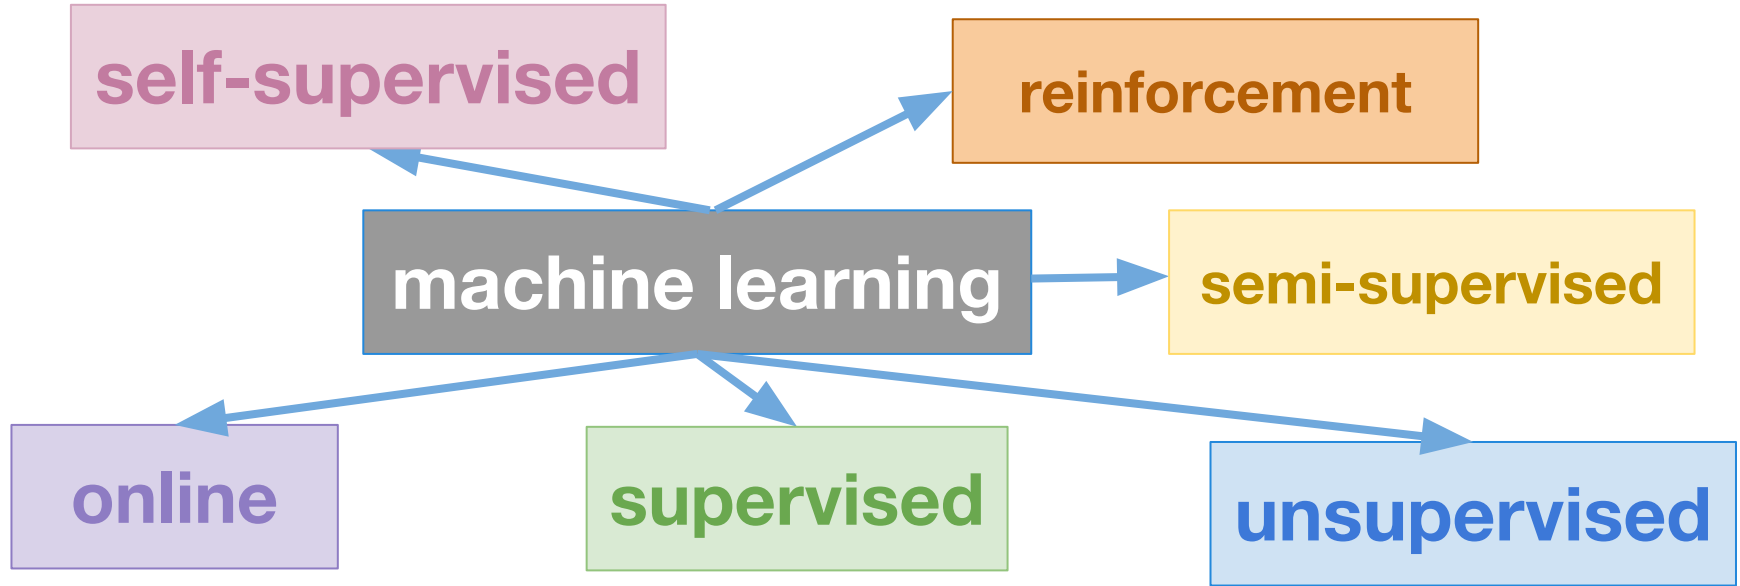 self-supervised
reinforcement
machine learning
semi-supervised
online
supervised
unsupervised